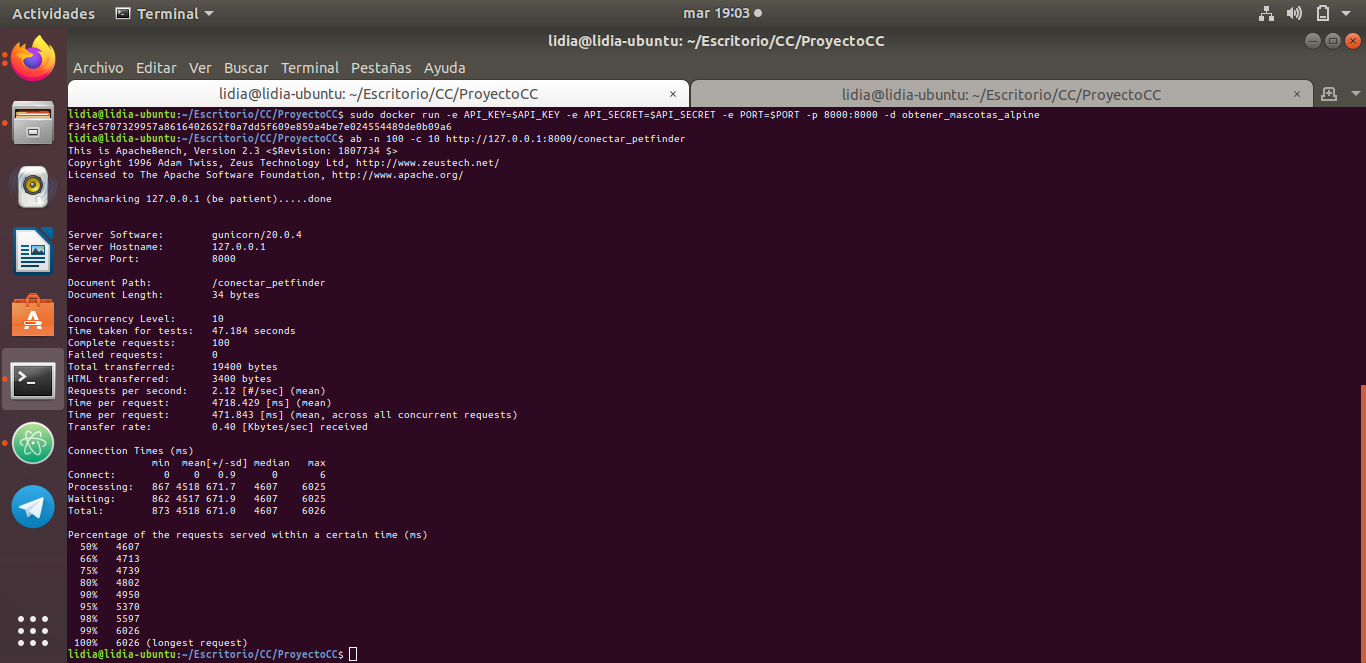 Actividades Terminal mar 19:03
lidia@lidia-ubuntu: ~/Escritorio/CC/ProyectoCC
Archivo Editar Ver Buscar Terminal Pestañas Ayuda
lidia@lidia-ubuntu: ~/Escritorio/CC/ProyectoCC × lidia@lidia-ubuntu: ~/Escritorio/CC/ProyectoCC ×
lidia@lidia-ubuntu:~/Escritorio/CC/ProyectoCC$ sudo docker run -e API_KEY=$API_KEY -e API_SECRET=$API_SECRET -e PORT=$PORT -p 8000:8000 -d obtener_mascotas_alpine
f34fc5707329957a8616402652f0a7dd5f609e859a4be7e024554489de0b09a6
lidia@lidia-ubuntu:~/Escritorio/CC/ProyectoCC$ ab -n 100 -c 10 http://127.0.0.1:8000/conectar_petfinder
This is ApacheBench, Version 2.3 <$Revision: 1807734 $>
Copyright 1996 Adam Twiss, Zeus Technology Ltd, http://www.zeustech.net/
Licensed to The Apache Software Foundation, http://www.apache.org/
Benchmarking 127.0.0.1 (be patient).....done
Server Software: gunicorn/20.0.4
Server Hostname: 127.0.0.1
Server Port: 8000
Document Path: /conectar_petfinder
Document Length: 34 bytes
Concurrency Level: 10
Time taken for tests: 47.184 seconds
Complete requests: 100
Failed requests: 0
Total transferred: 19400 bytes
HTML transferred: 3400 bytes
Requests per second: 2.12 [#/sec] (mean)
Time per request: 4718.429 [ms] (mean)
Time per request: 471.843 [ms] (mean, across all concurrent requests)
Transfer rate: 0.40 [Kbytes/sec] received
Connection Times (ms)
min mean[+/-sd] median max
Connect: 0 0 0.9 0 6
Processing: 867 4518 671.7 4607 6025
Waiting: 862 4517 671.9 4607 6025
Total: 873 4518 671.0 4607 6026
Percentage of the requests served within a certain time (ms)
50% 4607
66% 4713
75% 4739
80% 4802
90% 4950
95% 5370
98% 5597
99% 6026
100% 6026 (longest request)
lidia@lidia-ubuntu:~/Escritorio/CC/ProyectoCC$